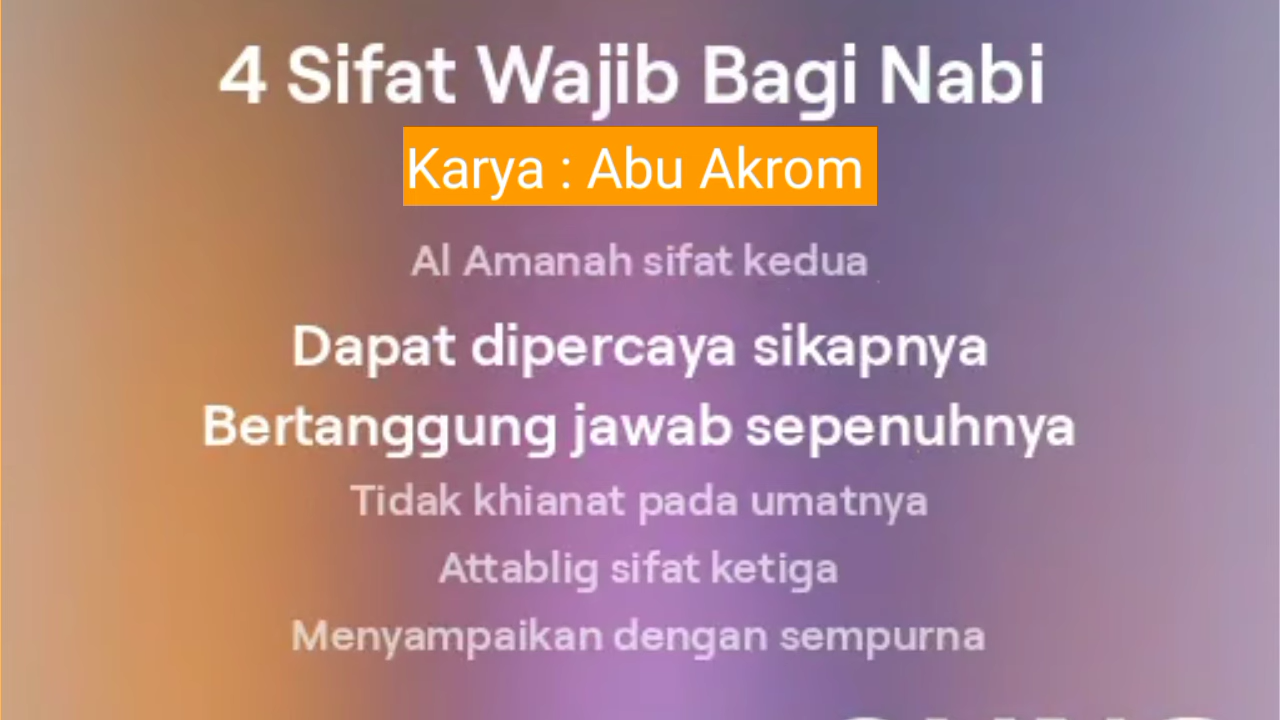 4 Sifat Wajib Bagi Nabi
Karya : Abu Akrom
Al Amanah sifat kedua
Dapat dipercaya sikapnya
Bertanggung jawab sepenuhnya
Tidak khianat pada umatnya
Attablig sifat ketiga
Menyampaikan dengan sempurna